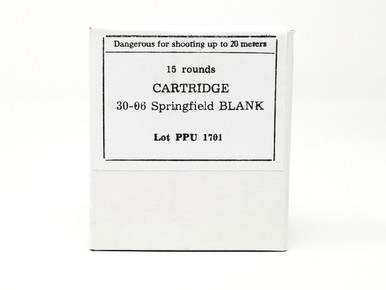 Dangerous for shooting up to 20 meters
15 rounds
CARTRIDGE
30-06 Springfield BLANK
Lot PPU 1701